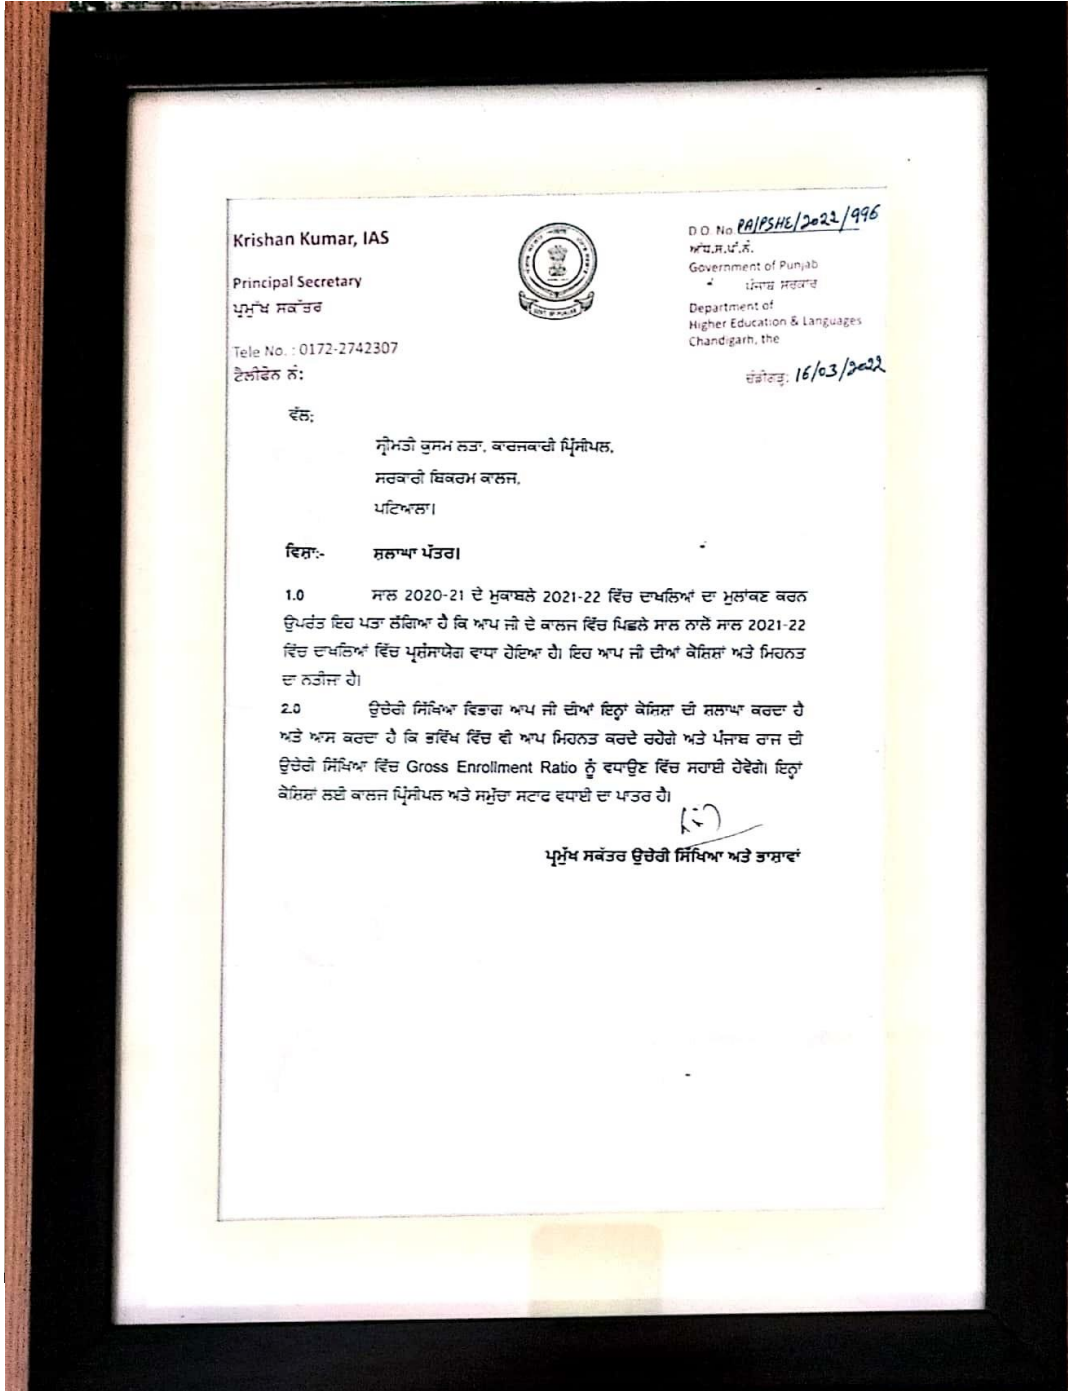 Krishan Kumar, IAS
Principal Secretary
ਪ੍ਰਮੁੱਖ ਸਕੱਤਰ
Tele No. : 0172-2742307
ਟੈਲੀਫੋਨ ਨੰ:
GOVT. OF PUNJAB
D.O. No. PA/PSHE/2022/996
ਅੱਧ.ਸ.ਪੱ.ਨੰ.
Government of Punjab
ਪੰਜਾਬ ਸਰਕਾਰ
Department of
Higher Education & Languages
Chandigarh, the
ਚੰਡੀਗੜ੍ਹ: 16/03/2022
ਵੱਲ;
ਸ੍ਰੀਮਤੀ ਕੁਸਮ ਲਤਾ, ਕਾਰਜਕਾਰੀ ਪ੍ਰਿੰਸੀਪਲ,
ਸਰਕਾਰੀ ਬਿਕਰਮ ਕਾਲਜ,
ਪਟਿਆਲਾ।
ਵਿਸ਼ਾ:- ਸ਼ਲਾਘਾ ਪੱਤਰ।
1.0 ਸਾਲ 2020-21 ਦੇ ਮੁਕਾਬਲੇ 2021-22 ਵਿੱਚ ਦਾਖਲਿਆਂ ਦਾ ਮੁਲਾਂਕਣ ਕਰਨ
ਉਪਰੰਤ ਇਹ ਪਤਾ ਲੱਗਿਆ ਹੈ ਕਿ ਆਪ ਜੀ ਦੇ ਕਾਲਜ ਵਿੱਚ ਪਿਛਲੇ ਸਾਲ ਨਾਲੋਂ ਸਾਲ 2021-22
ਵਿੱਚ ਦਾਖਲਿਆਂ ਵਿੱਚ ਪ੍ਰਸ਼ੰਸਾਯੋਗ ਵਾਧਾ ਹੋਇਆ ਹੈ। ਇਹ ਆਪ ਜੀ ਦੀਆਂ ਕੋਸ਼ਿਸ਼ਾਂ ਅਤੇ ਮਿਹਨਤ
ਦਾ ਨਤੀਜਾ ਹੈ।
2.0 ਉਚੇਰੀ ਸਿੱਖਿਆ ਵਿਭਾਗ ਆਪ ਜੀ ਦੀਆਂ ਇਨ੍ਹਾਂ ਕੋਸ਼ਿਸ਼ਾਂ ਦੀ ਸ਼ਲਾਘਾ ਕਰਦਾ ਹੈ
ਅਤੇ ਆਸ ਕਰਦਾ ਹੈ ਕਿ ਭਵਿੱਖ ਵਿੱਚ ਵੀ ਆਪ ਮਿਹਨਤ ਕਰਦੇ ਰਹੋਗੇ ਅਤੇ ਪੰਜਾਬ ਰਾਜ ਦੀ
ਉਚੇਰੀ ਸਿੱਖਿਆ ਵਿੱਚ Gross Enrollment Ratio ਨੂੰ ਵਧਾਉਣ ਵਿੱਚ ਸਹਾਈ ਹੋਵੋਗੇ। ਇਨ੍ਹਾਂ
ਕੋਸ਼ਿਸ਼ਾਂ ਲਈ ਕਾਲਜ ਪ੍ਰਿੰਸੀਪਲ ਅਤੇ ਸਮੁੱਚਾ ਸਟਾਫ ਵਧਾਈ ਦਾ ਪਾਤਰ ਹੈ।
ਪ੍ਰਮੁੱਖ ਸਕੱਤਰ ਉਚੇਰੀ ਸਿੱਖਿਆ ਅਤੇ ਭਾਸ਼ਾਵਾਂ